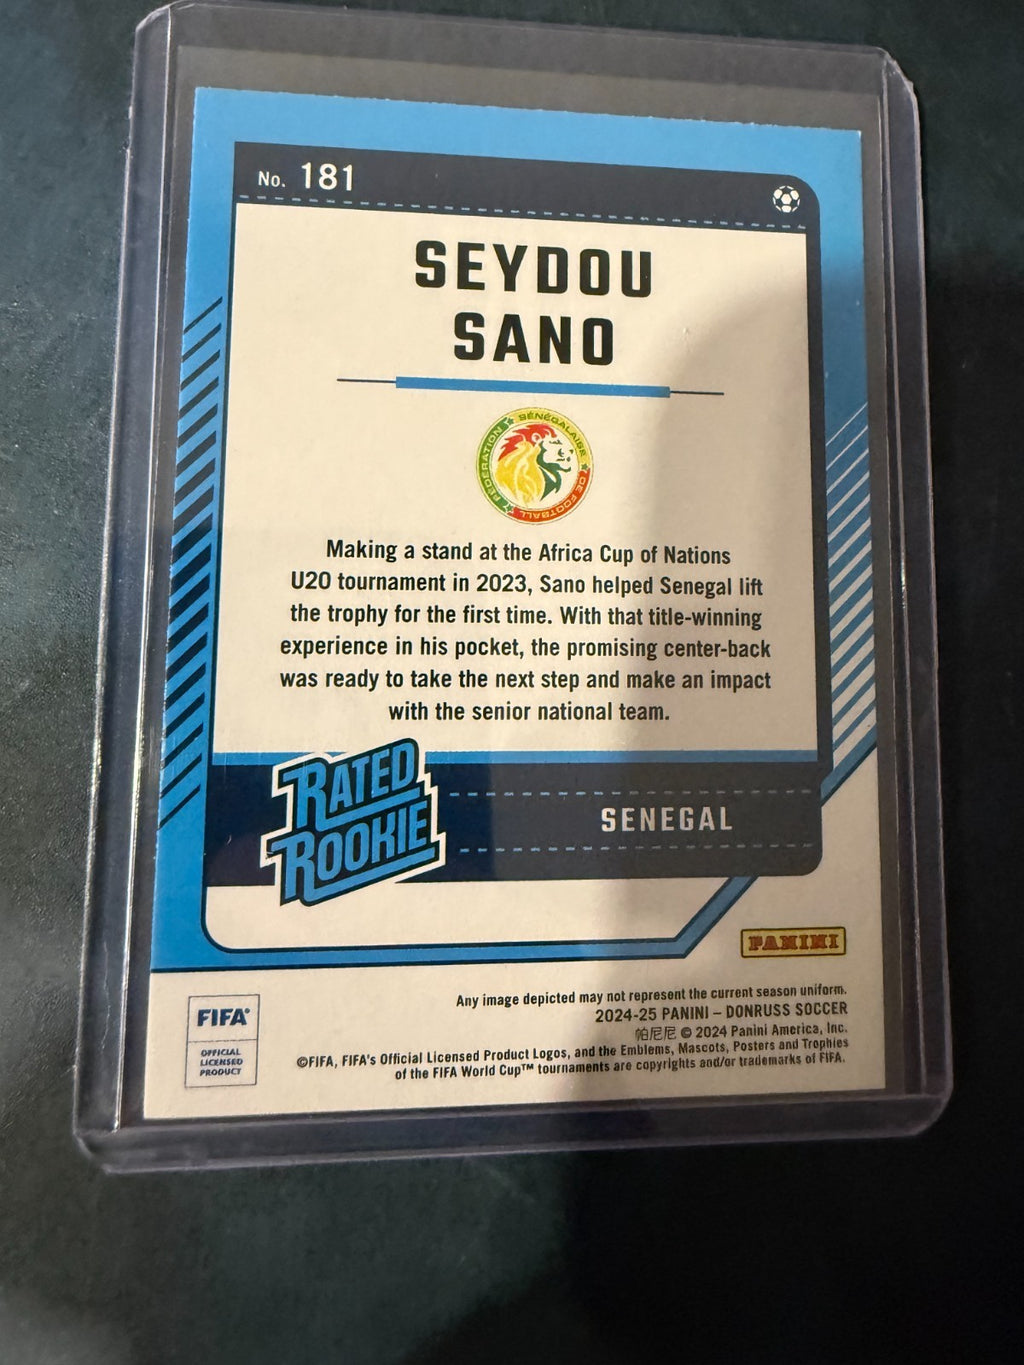 No. 181
SEYDOU
SANO
FÉDÉRATION SÉNÉGALAISE DE FOOTBALL
Making a stand at the Africa Cup of Nations
U20 tournament in 2023, Sano helped Senegal lift
the trophy for the first time. With that title-winning
experience in his pocket, the promising center-back
was ready to take the next step and make an impact
with the senior national team.
RATED
ROOKIE
SENEGAL
PANINI
FIFA®
OFFICIAL
LICENSED
PRODUCT
Any image depicted may not represent the current season uniform.
2024-25 PANINI – DONRUSS SOCCER
帕尼尼 © 2024 Panini America, Inc.
©FIFA, FIFA's Official Licensed Product Logos, and the Emblems, Mascots, Posters and Trophies
of the FIFA World Cup™ tournaments are copyrights and/or trademarks of FIFA.